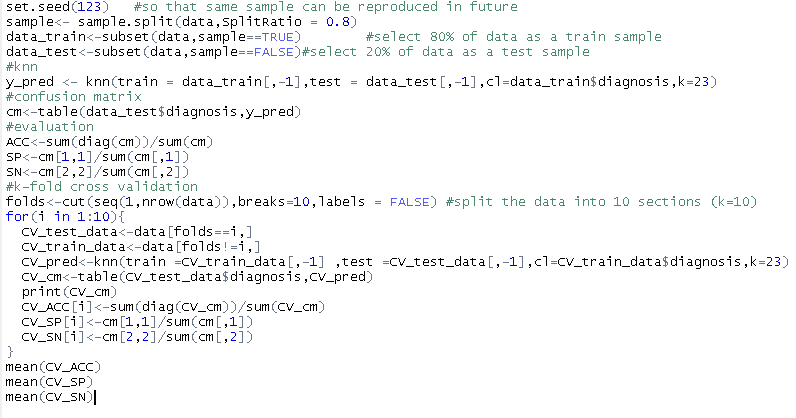 set.seed(123)   #so that same sample can be reproduced in future
sample<- sample.split(data,SplitRatio = 0.8)
data_train<-subset(data,sample==TRUE)        #select 80% of data as a train sample
data_test<-subset(data,sample==FALSE)#select 20% of data as a test sample
#knn
y_pred <- knn(train = data_train[,-1],test = data_test[,-1],cl=data_train$diagnosis,k=23)
#confusion matrix
cm<-table(data_test$diagnosis,y_pred)
#evaluation
ACC<-sum(diag(cm))/sum(cm)
SP<-cm[1,1]/sum(cm[,1])
SN<-cm[2,2]/sum(cm[,2])
#k-fold cross validation
folds<-cut(seq(1,nrow(data)),breaks=10,labels = FALSE) #split the data into 10 sections (k=10)
for(i in 1:10){
  CV_test_data<-data[folds==i,]
  CV_train_data<-data[folds!=i,]
  CV_pred<-knn(train =CV_train_data[,-1] ,test =CV_test_data[,-1],cl=CV_train_data$diagnosis,k=23)
  CV_cm<-table(CV_test_data$diagnosis,CV_pred)
  print(CV_cm)
  CV_ACC[i]<-sum(diag(CV_cm))/sum(CV_cm)
  CV_SP[i]<-cm[1,1]/sum(cm[,1])
  CV_SN[i]<-cm[2,2]/sum(cm[,2])
}
mean(CV_ACC)
mean(CV_SP)
mean(CV_SN)